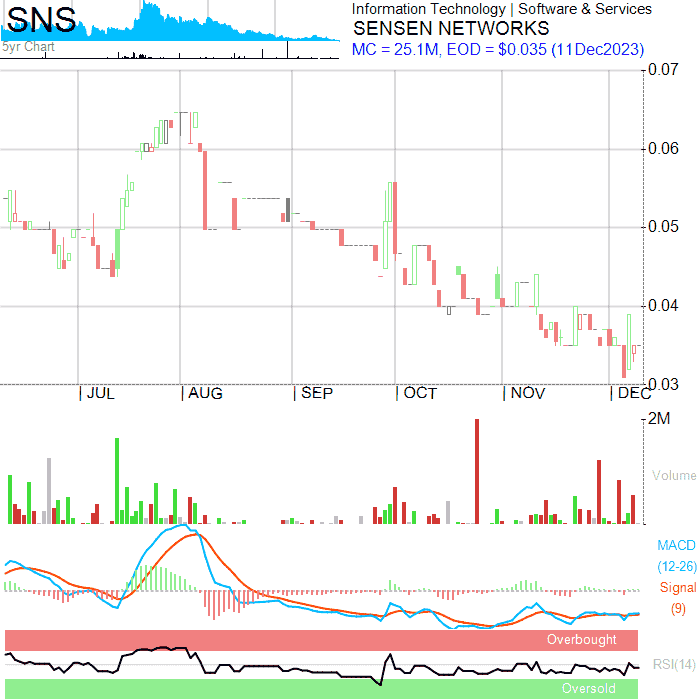 SNS
5yr Chart
Information Technology | Software & Services
SENSEN NETWORKS
MC = 25.1M, EOD = $0.035 (11Dec2023)
0.07
0.06
0.05
0.04
0.03
| JUL | AUG | SEP | OCT | NOV | DEC
2M
Volume
MACD
(12-26)
Signal
(9)
Overbought
RSI(14)
Oversold